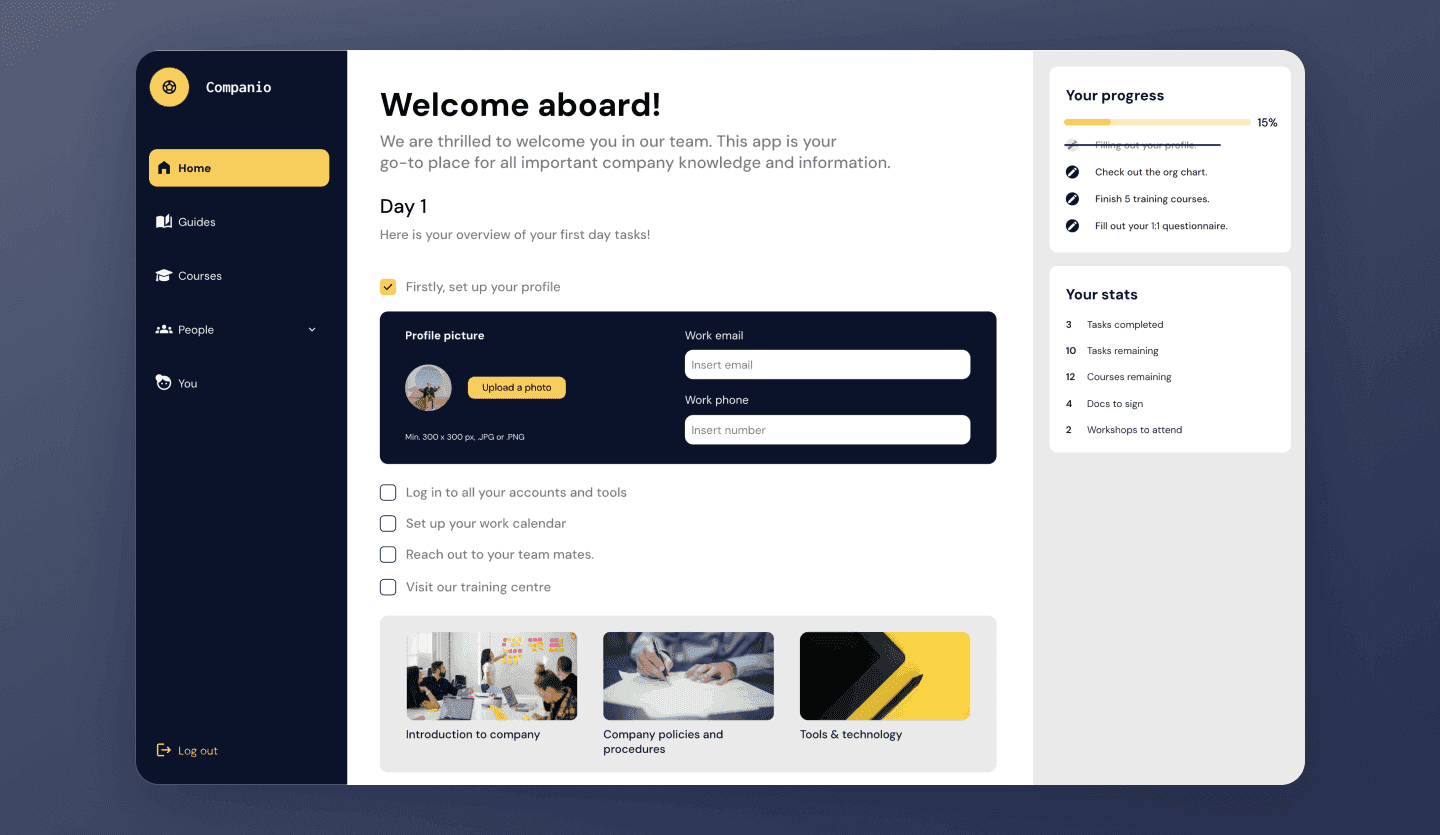 Companio
Home
Guides
Courses
People
You
Log out
Welcome aboard!
We are thrilled to welcome you in our team. This app is your
go-to place for all important company knowledge and information.
Day 1
Here is your overview of your first day tasks!
Firstly, set up your profile
Profile picture
Upload a photo
Min. 300 x 300 px, .JPG or .PNG
Work email
Insert email
Work phone
Insert number
Log in to all your accounts and tools
Set up your work calendar
Reach out to your team mates.
Visit our training centre
Introduction to company
Company policies and
procedures
Tools & technology
Your progress
15%
Filling out your profile.
Check out the org chart.
Finish 5 training courses.
Fill out your 1:1 questionnaire.
Your stats
3 Tasks completed
10 Tasks remaining
12 Courses remaining
4 Docs to sign
2 Workshops to attend